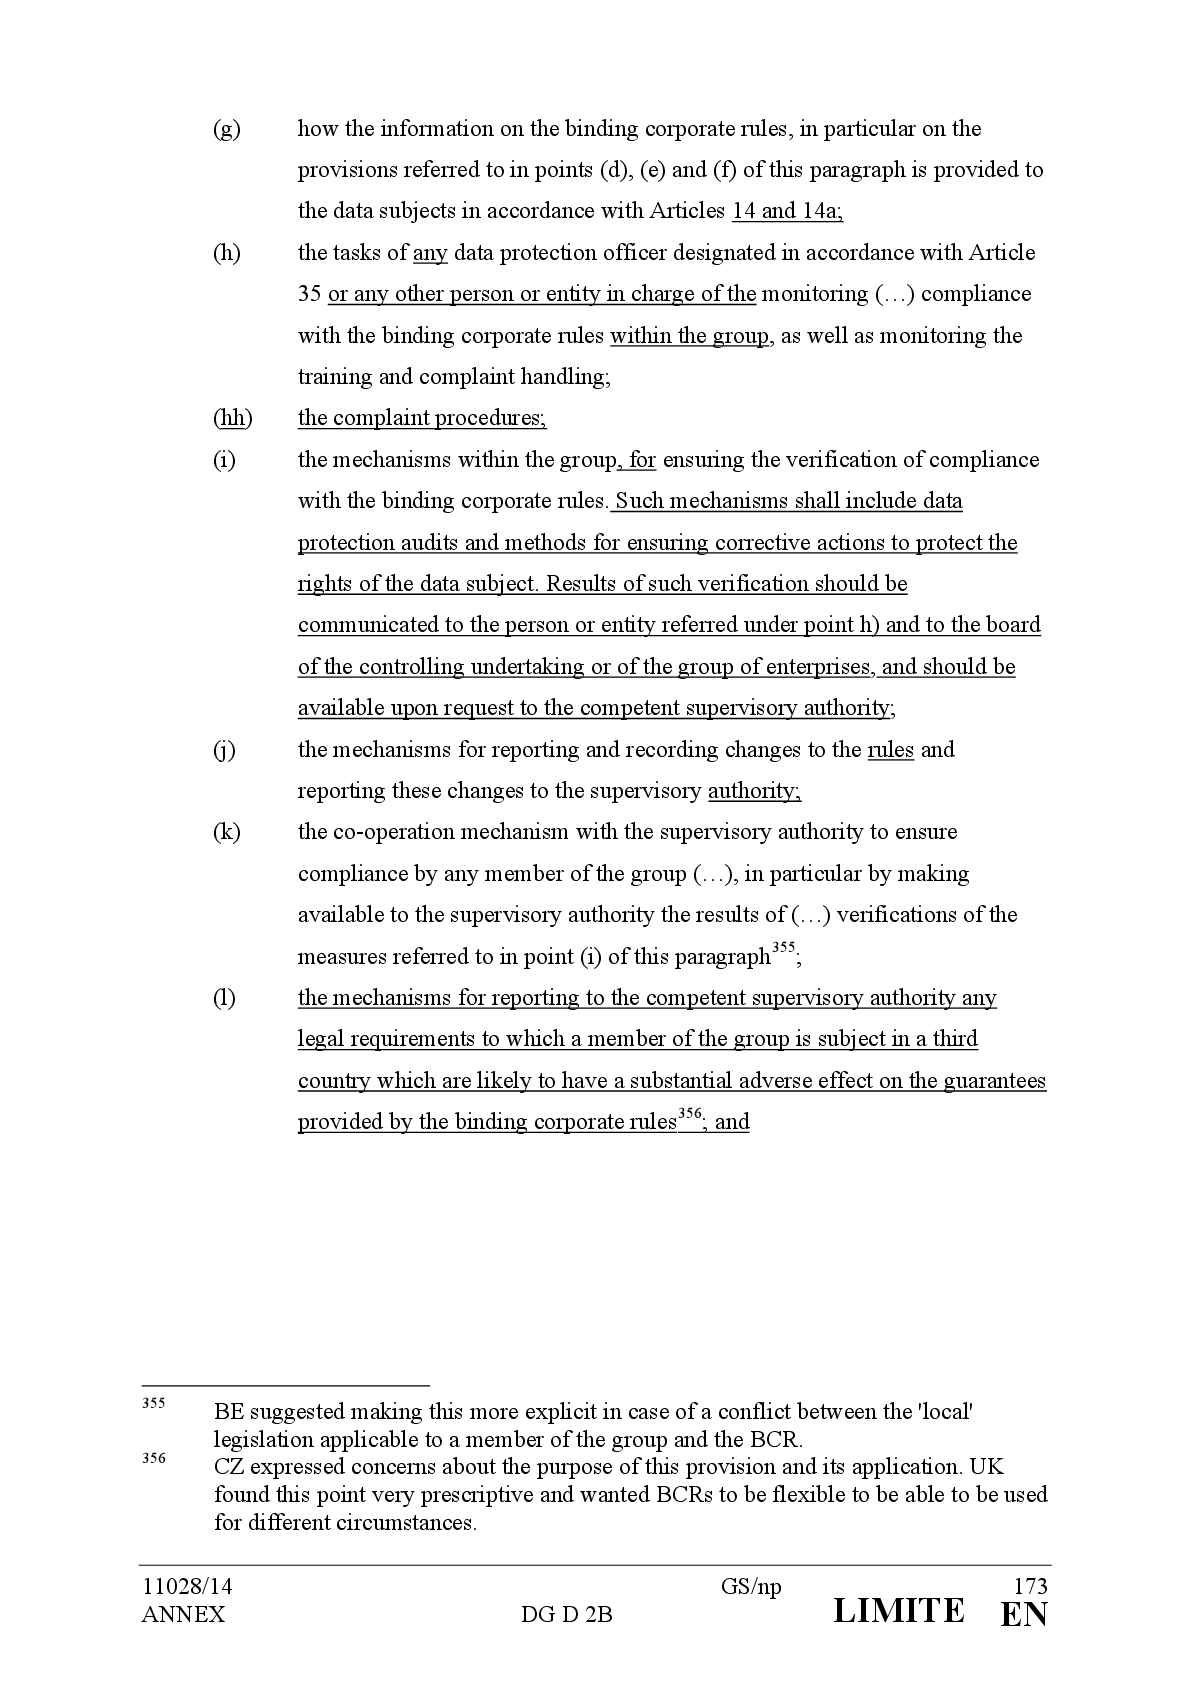 (g) how the information on the binding corporate rules, in particular on the
provisions referred to in points (d), (e) and (f) of this paragraph is provided to
the data subjects in accordance with Articles 14 and 14a;
(h) the tasks of any data protection officer designated in accordance with Article
35 or any other person or entity in charge of the monitoring (…) compliance
with the binding corporate rules within the group, as well as monitoring the
training and complaint handling;
(hh) the complaint procedures;
(i) the mechanisms within the group, for ensuring the verification of compliance
with the binding corporate rules. Such mechanisms shall include data
protection audits and methods for ensuring corrective actions to protect the
rights of the data subject. Results of such verification should be
communicated to the person or entity referred under point h) and to the board
of the controlling undertaking or of the group of enterprises, and should be
available upon request to the competent supervisory authority;
(j) the mechanisms for reporting and recording changes to the rules and
reporting these changes to the supervisory authority;
(k) the co-operation mechanism with the supervisory authority to ensure
compliance by any member of the group (…), in particular by making
available to the supervisory authority the results of (…) verifications of the
measures referred to in point (i) of this paragraph355;
(l) the mechanisms for reporting to the competent supervisory authority any
legal requirements to which a member of the group is subject in a third
country which are likely to have a substantial adverse effect on the guarantees
provided by the binding corporate rules356; and
355 BE suggested making this more explicit in case of a conflict between the 'local'
legislation applicable to a member of the group and the BCR.
356 CZ expressed concerns about the purpose of this provision and its application. UK
found this point very prescriptive and wanted BCRs to be flexible to be able to be used
for different circumstances.
11028/14 GS/np 173
ANNEX DG D 2B LIMITE EN